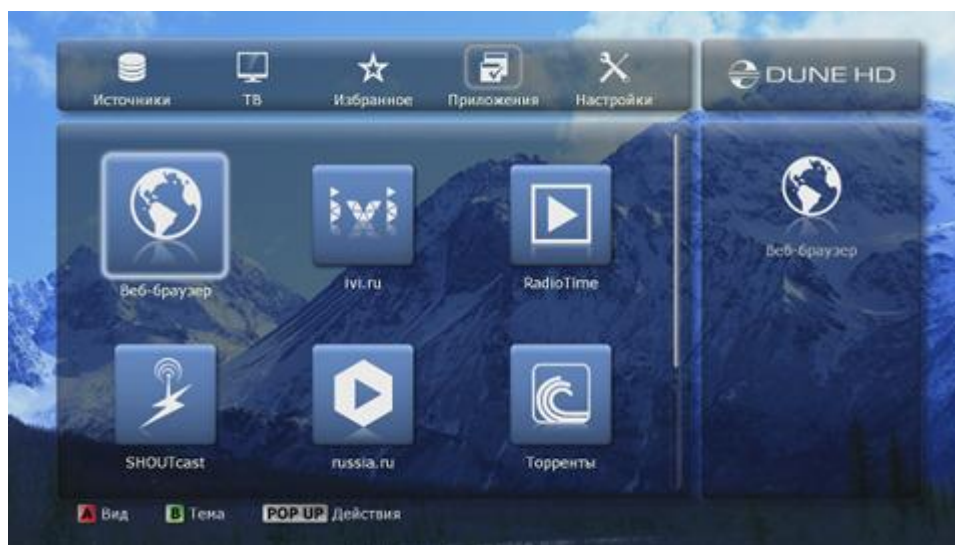 Источники ТВ Избранное Приложения Настройки DUNE HD
ivi
Веб-браузер ivi.ru RadioTime Веб-браузер
SHOUTcast russia.ru Торренты
A Вид B Тема POP UP Действия